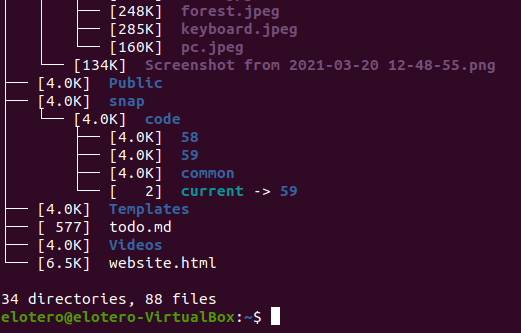 [248K]  forest.jpeg
[285K]  keyboard.jpeg
[160K]  pc.jpeg
[134K]  Screenshot from 2021-03-20 12-48-55.png
[4.0K]  Public
[4.0K]  snap
[4.0K]  code
[4.0K]  58
[4.0K]  59
[4.0K]  common
[   2]  current -> 59
[4.0K]  Templates
[ 577]  todo.md
[4.0K]  Videos
[6.5K]  website.html
34 directories, 88 files
elotero@elotero-VirtualBox:~$